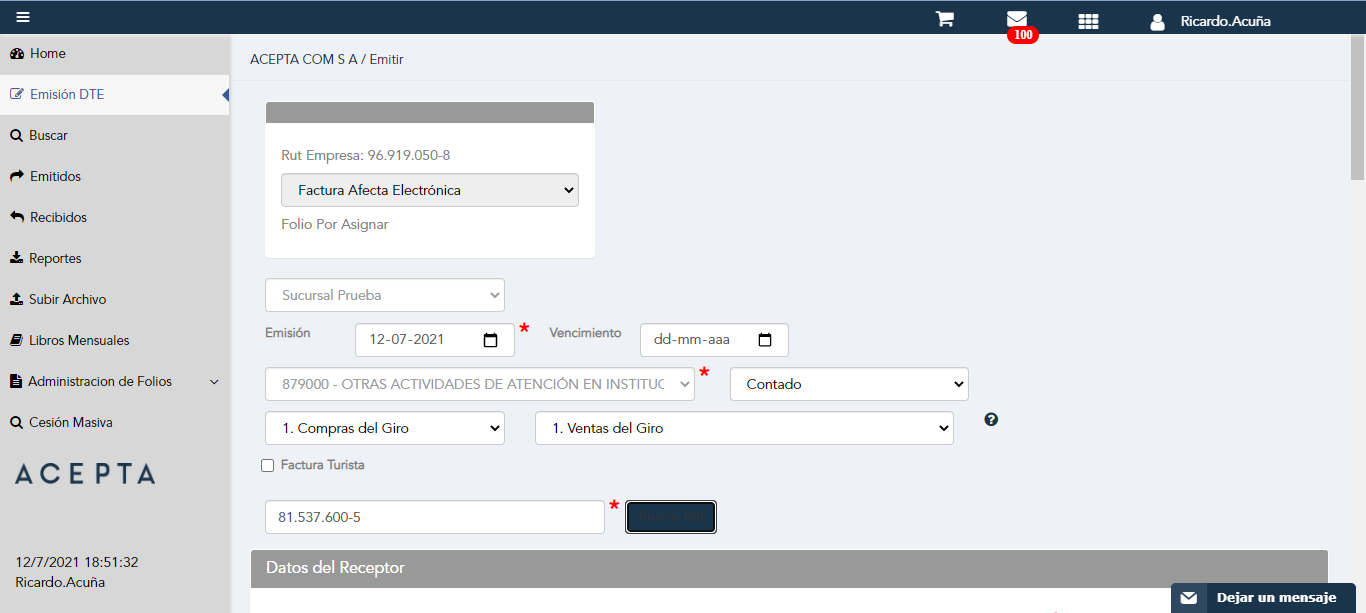 100
Ricardo.Acuña
Home
Emisión DTE
Buscar
Emitidos
Recibidos
Reportes
Subir Archivo
Libros Mensuales
Administracion de Folios
Cesión Masiva
ACEPTA
12/7/2021 18:51:32
Ricardo.Acuña
ACEPTA COM S A / Emitir
Rut Empresa: 96.919.050-8
Factura Afecta Electrónica
Folio Por Asignar
Sucursal Prueba
Emisión 12-07-2021 * Vencimiento dd-mm-aaa
879000 - OTRAS ACTIVIDADES DE ATENCIÓN EN INSTITUC * Contado
1. Compras del Giro 1. Ventas del Giro ?
Factura Turista
81.537.600-5 *
Datos del Receptor
Dejar un mensaje